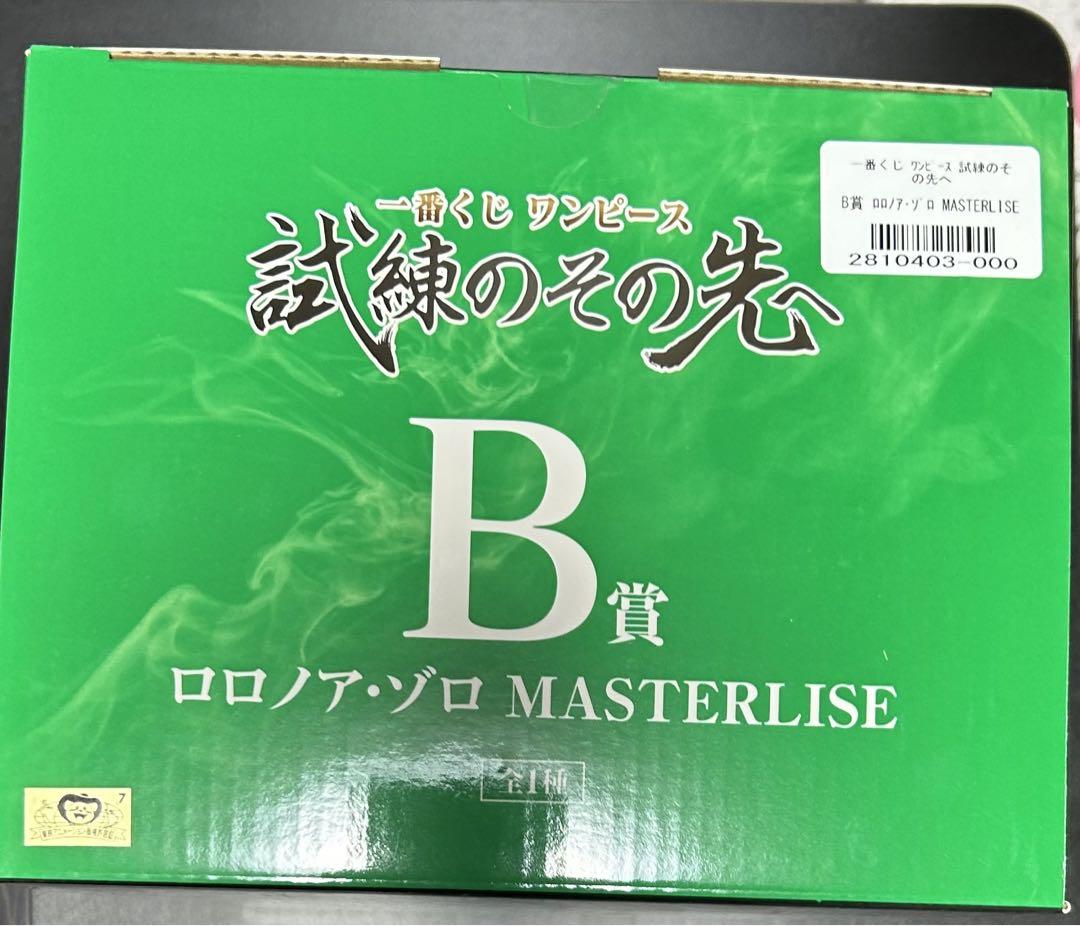 一番くじ ワンピース
試練のその先へ
B賞
ロロノア・ゾロ MASTERLISE
全1種
一番くじ ﾜﾝﾋﾟｰｽ 試練のそ
の先へ
B賞 ﾛﾛﾉｱ･ｿﾞﾛ MASTERLISE
2810403-000
7